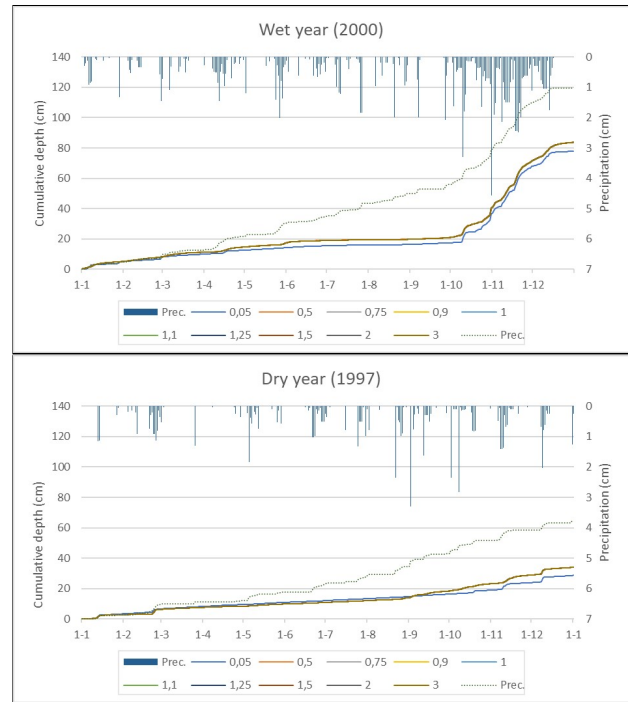 Wet year (2000)
140
120
100
80
60
40
20
0
Cumulative depth (cm)
0
1
2
3
4
5
6
7
Precipitation (cm)
1-1 1-2 1-3 1-4 1-5 1-6 1-7 1-8 1-9 1-10 1-11 1-12
Prec. 0,05 0,5 0,75 0,9 1
1,1 1,25 1,5 2 3 Prec.
Dry year (1997)
140
120
100
80
60
40
20
0
Cumulative depth (cm)
0
1
2
3
4
5
6
7
Precipitation (cm)
1-1 1-2 1-3 1-4 1-5 1-6 1-7 1-8 1-9 1-10 1-11 1-12 1-1
Prec. 0,05 0,5 0,75 0,9 1
1,1 1,25 1,5 2 3 Prec.